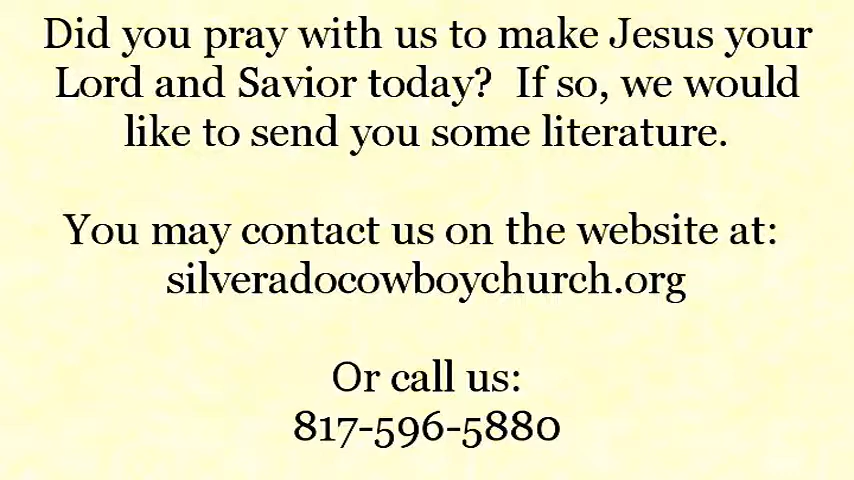 Did you pray with us to make Jesus your
Lord and Savior today? If so, we would
like to send you some literature.
You may contact us on the website at:
silveradocowboychurch.org
Or call us:
817-596-5880